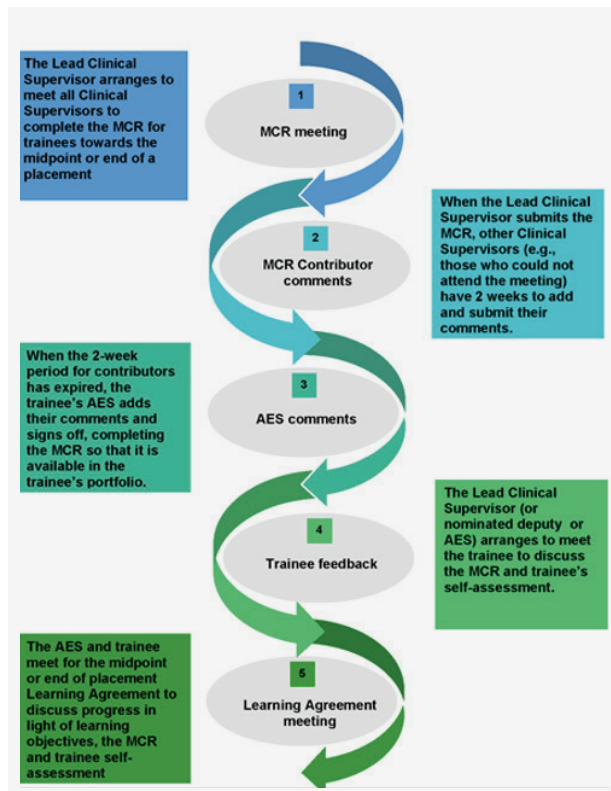 The Lead Clinical
Supervisor arranges to
meet all Clinical
Supervisors to
complete the MCR for
trainees towards the
midpoint or end of a
placement
1
MCR meeting
2
MCR Contributor
comments
When the Lead Clinical
Supervisor submits the
MCR, other Clinical
Supervisors (e.g.,
those who could not
attend the meeting)
have 2 weeks to add
and submit their
comments.
When the 2-week
period for contributors
has expired, the
trainee's AES adds
their comments and
signs off, completing
the MCR so that it is
available in the
trainee's portfolio.
3
AES comments
4
Trainee feedback
The Lead Clinical
Supervisor (or
nominated deputy or
AES) arranges to meet
the trainee to discuss
the MCR and trainee's
self-assessment.
The AES and trainee
meet for the midpoint
or end of placement
Learning Agreement to
discuss progress in
light of learning
objectives, the MCR
and trainee self-
assessment
5
Learning Agreement
meeting